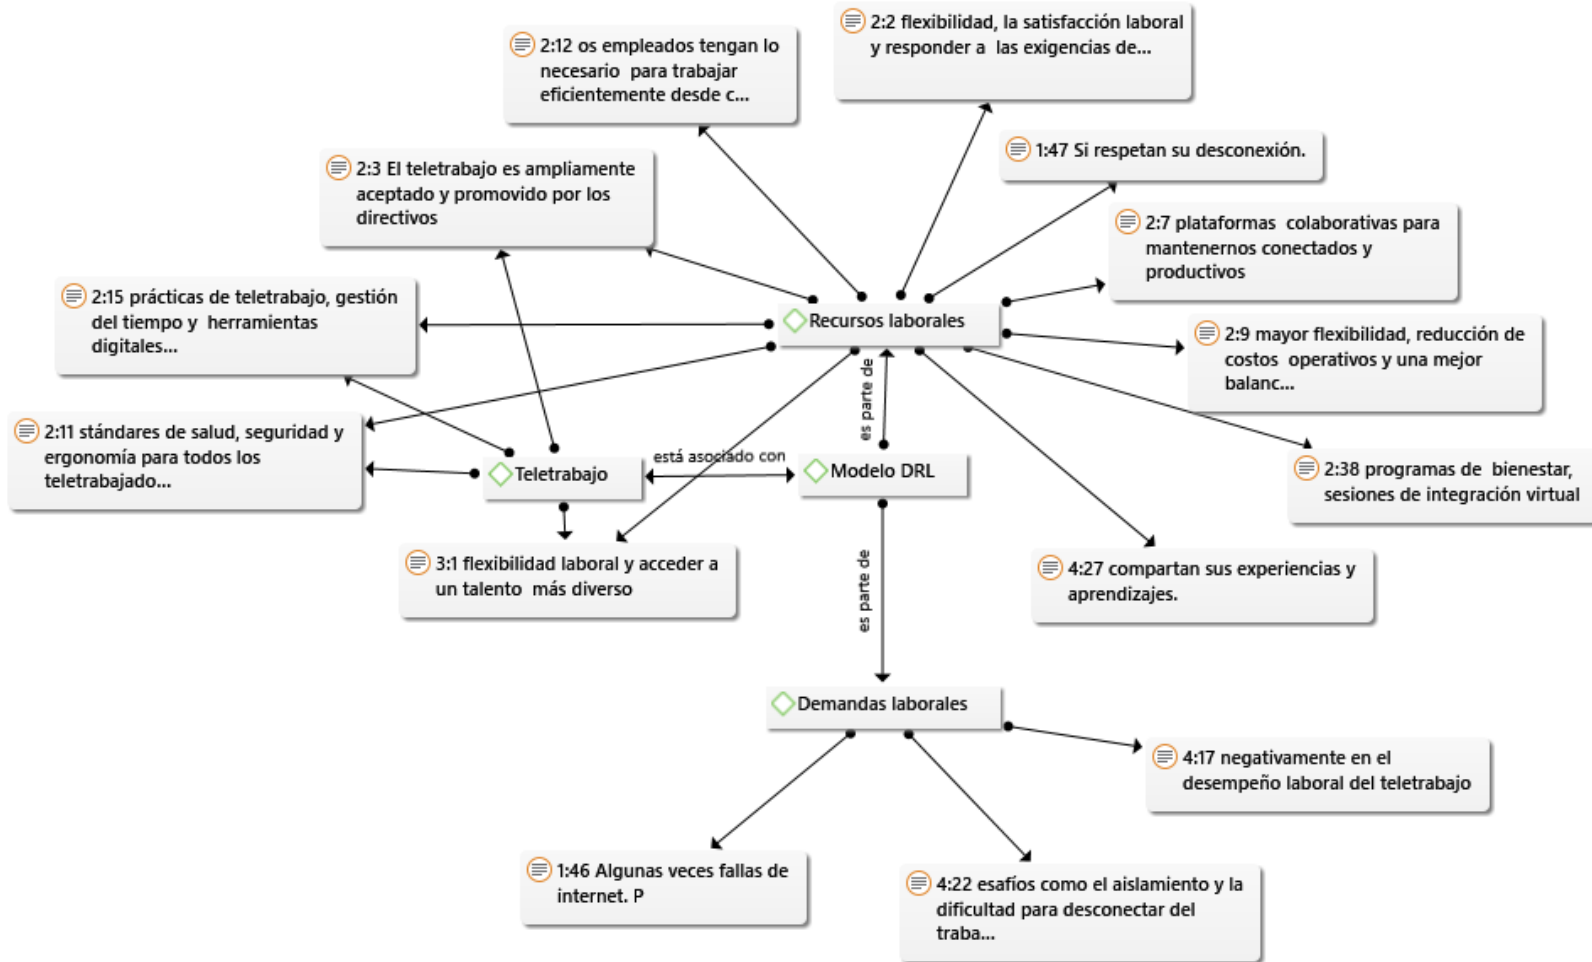 2:2 flexibilidad, la satisfacción laboral
y responder a las exigencias de...
2:12 os empleados tengan lo
necesario para trabajar
eficientemente desde c...
1:47 Si respetan su desconexión.
2:3 El teletrabajo es ampliamente
aceptado y promovido por los
directivos
2:7 plataformas colaborativas para
mantenernos conectados y
productivos
2:15 prácticas de teletrabajo, gestión
del tiempo y herramientas
digitales...
Recursos laborales
2:9 mayor flexibilidad, reducción de
costos operativos y una mejor
balanc...
es parte de
2:11 stándares de salud, seguridad y
ergonomía para todos los
teletrabajado...
está asociado con
Teletrabajo
Modelo DRL
2:38 programas de bienestar,
sesiones de integración virtual
3:1 flexibilidad laboral y acceder a
un talento más diverso
es parte de
4:27 compartan sus experiencias y
aprendizajes.
Demandas laborales
4:17 negativamente en el
desempeño laboral del teletrabajo
1:46 Algunas veces fallas de
internet. P
4:22 esafíos como el aislamiento y la
dificultad para desconectar del
traba...